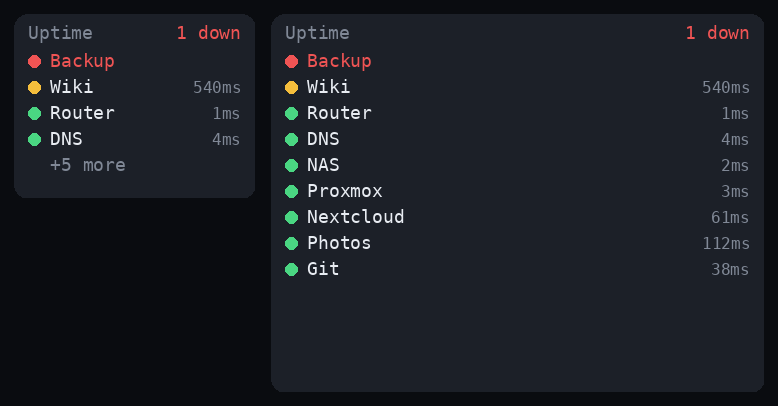 Uptime 1 down
Backup
Wiki 540ms
Router 1ms
DNS 4ms
+5 more
Uptime 1 down
Backup
Wiki 540ms
Router 1ms
DNS 4ms
NAS 2ms
Proxmox 3ms
Nextcloud 61ms
Photos 112ms
Git 38ms